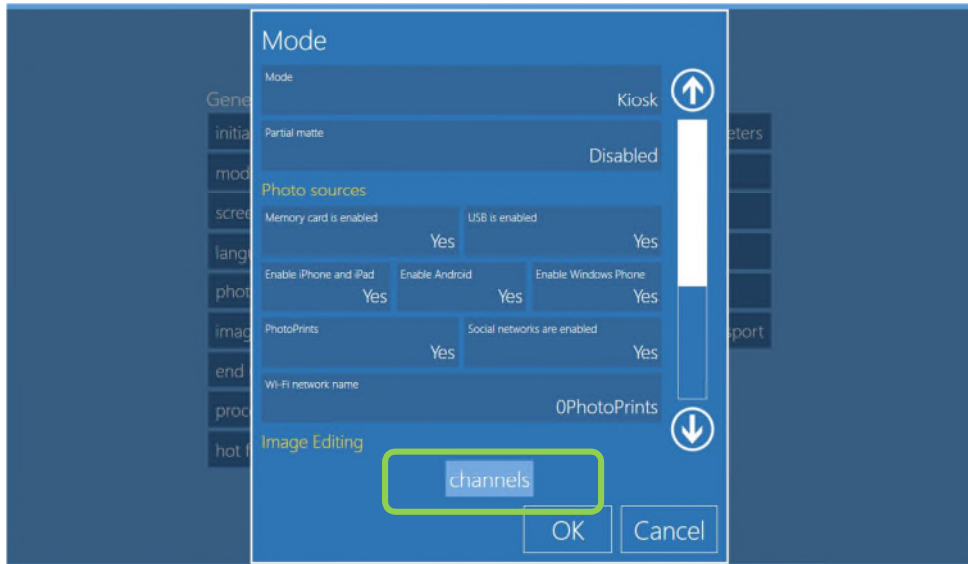 Mode
Mode
Kiosk
Partial matte
Disabled
Photo sources
Memory card is enabled
Yes
USB is enabled
Yes
Enable iPhone and iPad
Yes
Enable Android
Yes
Enable Windows Phone
Yes
PhotoPrints
Yes
Social networks are enabled
Yes
Wi-Fi network name
0PhotoPrints
Image Editing
channels
OK
Cancel